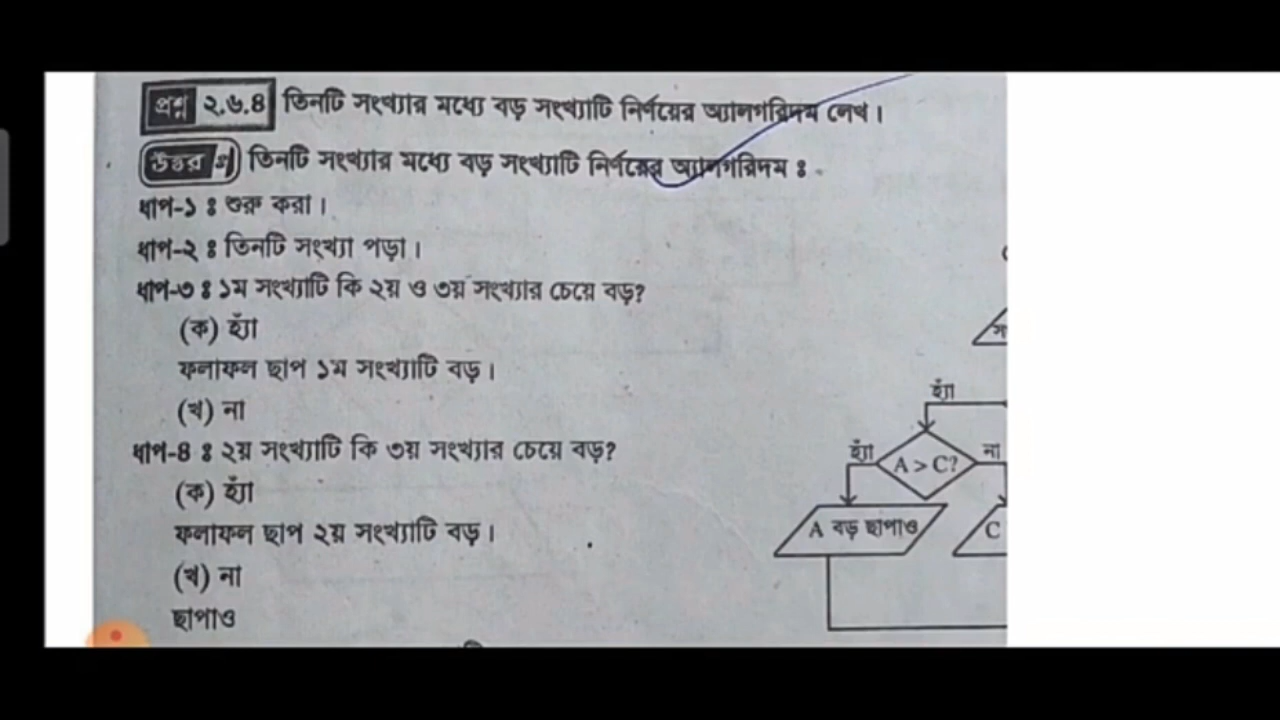 প্রশ্ন ২.৬.৪ তিনটি সংখ্যার মধ্যে বড় সংখ্যাটি নির্ণয়ের অ্যালগরিদম লেখ।
উত্তর ঃ তিনটি সংখ্যার মধ্যে বড় সংখ্যাটি নির্ণয়ের অ্যালগরিদম ঃ
ধাপ-১ ঃ শুরু করা।
ধাপ-২ ঃ তিনটি সংখ্যা পড়া।
ধাপ-৩ ঃ ১ম সংখ্যাটি কি ২য় ও ৩য় সংখ্যার চেয়ে বড়?
(ক) হ্যাঁ
ফলাফল ছাপ ১ম সংখ্যাটি বড়।
(খ) না
ধাপ-৪ ঃ ২য় সংখ্যাটি কি ৩য় সংখ্যার চেয়ে বড়?
(ক) হ্যাঁ
ফলাফল ছাপ ২য় সংখ্যাটি বড়।
(খ) না
ছাপাও
হ্যাঁ
হ্যাঁ A > C? না
A বড় ছাপাও C